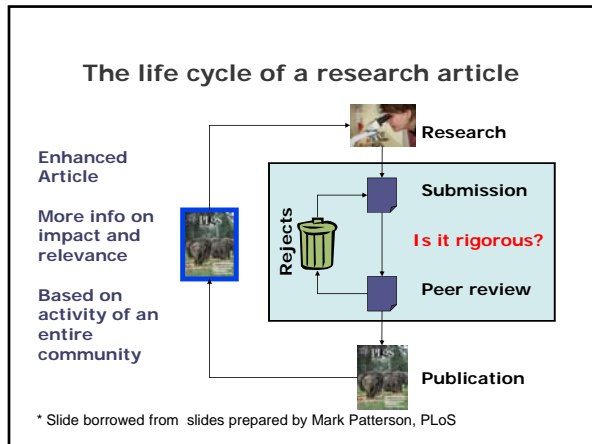 The life cycle of a research article
Research
Enhanced
Article
More info on
impact and
relevance
Based on
activity of an
entire
community
PLoS
Rejects
Submission
Is it rigorous?
Peer review
PLoS
Publication
* Slide borrowed from slides prepared by Mark Patterson, PLoS